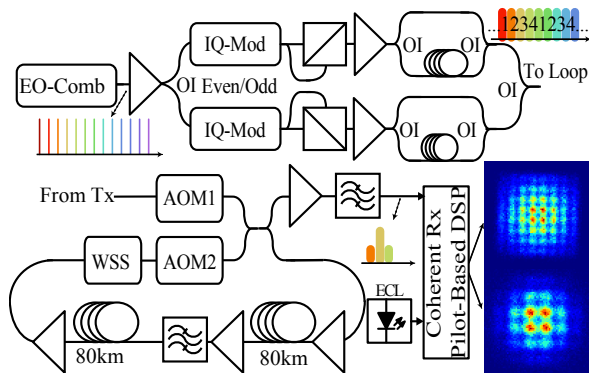 EO-Comb
IQ-Mod
OI Even/Odd
IQ-Mod
OI
OI
OI
OI
...12341234...
To Loop
OI
From Tx
AOM1
WSS
AOM2
80km
80km
ECL
Coherent Rx
Pilot-Based DSP